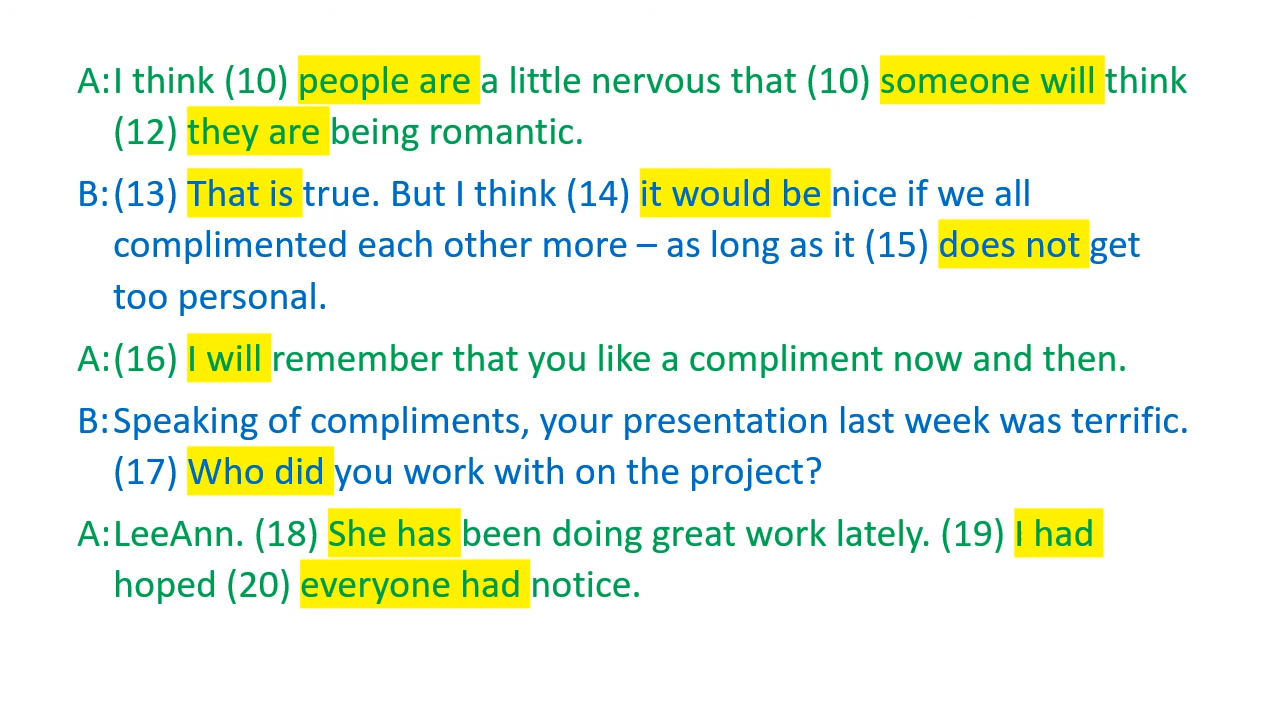 A: I think (10) people are a little nervous that (10) someone will think
(12) they are being romantic.
B: (13) That is true. But I think (14) it would be nice if we all
complimented each other more – as long as it (15) does not get
too personal.
A: (16) I will remember that you like a compliment now and then.
B: Speaking of compliments, your presentation last week was terrific.
(17) Who did you work with on the project?
A: LeeAnn. (18) She has been doing great work lately. (19) I had
hoped (20) everyone had notice.